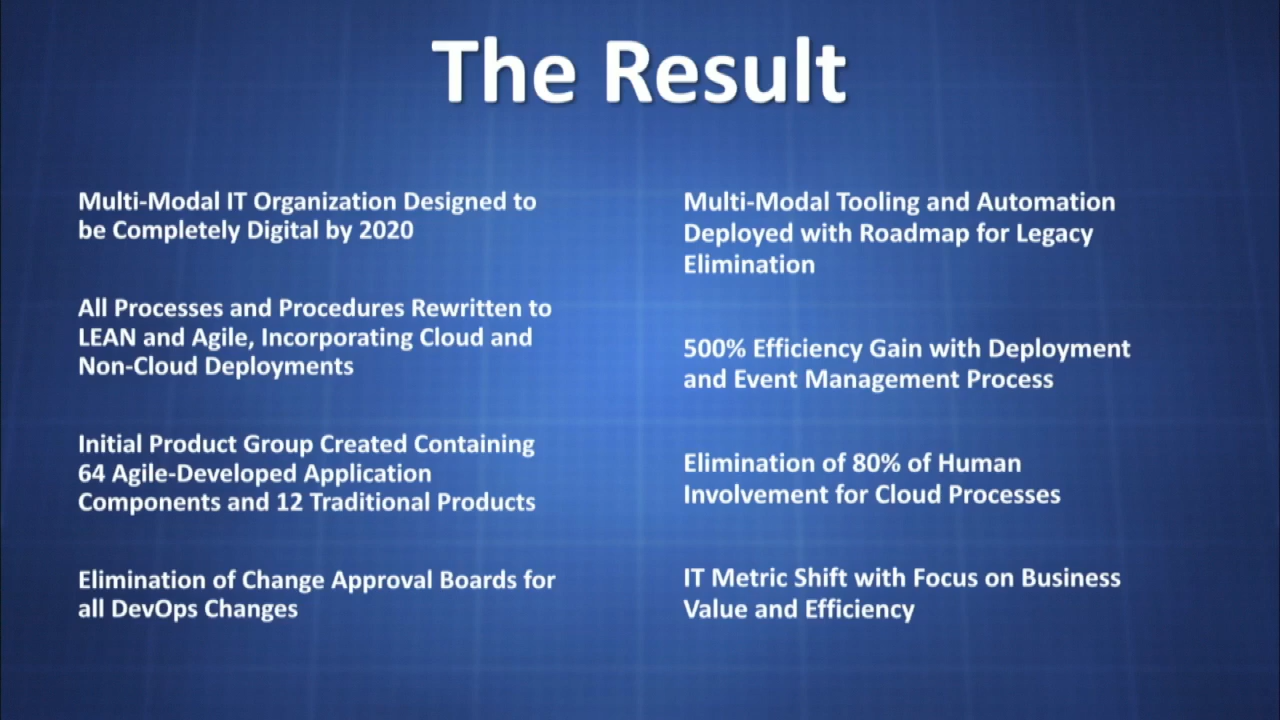 The Result
Multi-Modal IT Organization Designed to
be Completely Digital by 2020
All Processes and Procedures Rewritten to
LEAN and Agile, Incorporating Cloud and
Non-Cloud Deployments
Initial Product Group Created Containing
64 Agile-Developed Application
Components and 12 Traditional Products
Elimination of Change Approval Boards for
all DevOps Changes
Multi-Modal Tooling and Automation
Deployed with Roadmap for Legacy
Elimination
500% Efficiency Gain with Deployment
and Event Management Process
Elimination of 80% of Human
Involvement for Cloud Processes
IT Metric Shift with Focus on Business
Value and Efficiency